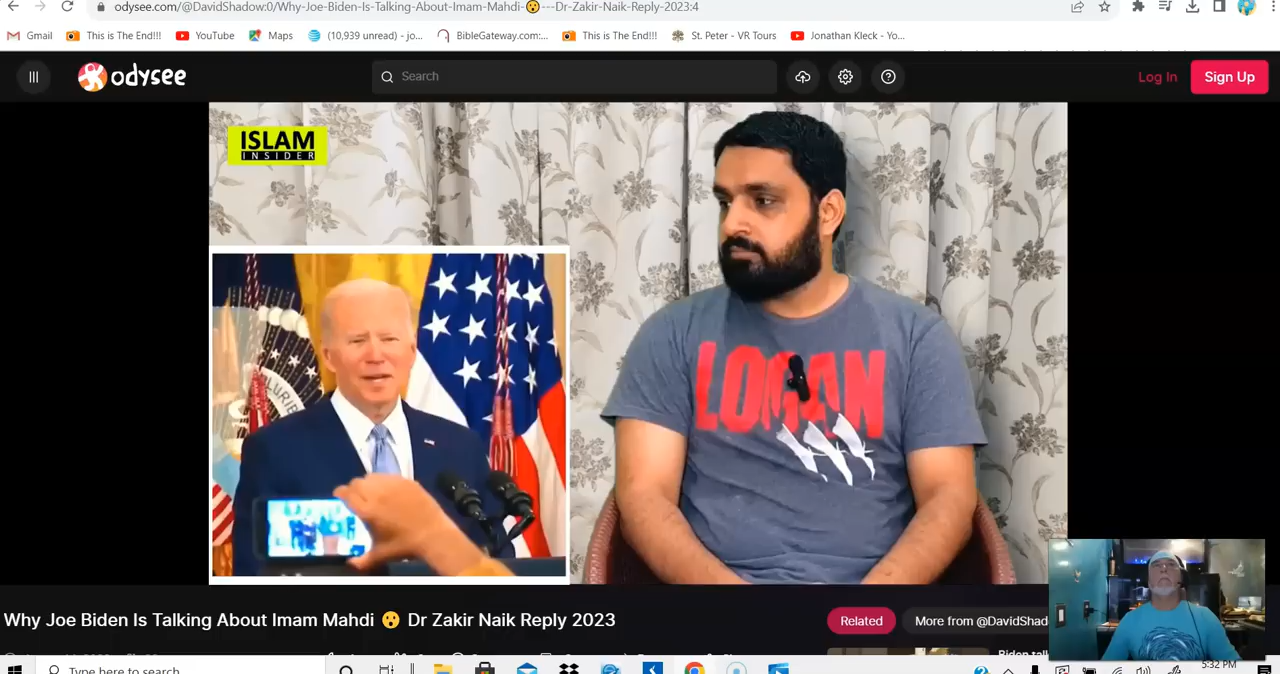 odysee.com/@DavidShadow:0/Why-Joe-Biden-Is-Talking-About-Imam-Mahdi-😮---Dr-Zakir-Naik-Reply-2023:4
Gmail This is The End!!! YouTube Maps (10,939 unread) - jo... BibleGateway.com:... This is The End!!! St. Peter - VR Tours Jonathan Kleck - Yo...
odysee Search Log In Sign Up
ISLAM
INSIDER
LOGAN
Why Joe Biden Is Talking About Imam Mahdi 😮 Dr Zakir Naik Reply 2023
Related More from @DavidShado
Biden talk
Type here to search
5:32 PM